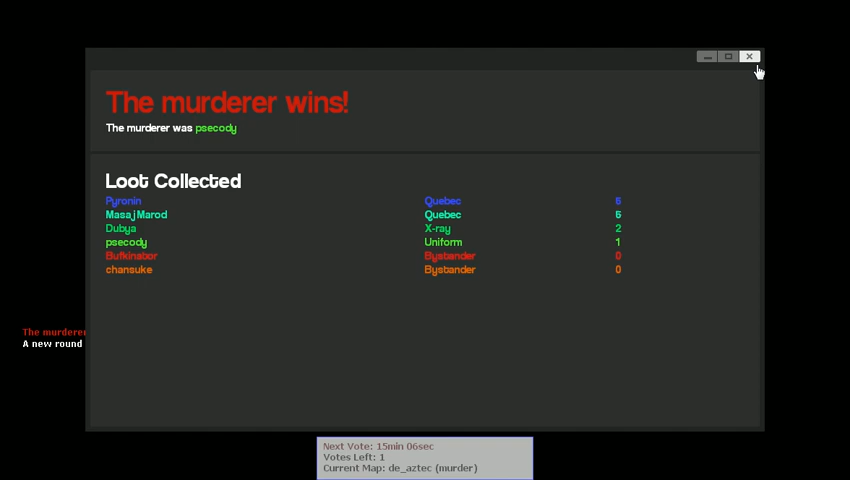 The murderer wins!
The murderer was psecody
Loot Collected
Pyronin Quebec 5
MasajMarod Quebec 5
Dubya X-ray 2
psecody Uniform 1
Bufkinator Bystander 0
chansuke Bystander 0
The murderer
A new round
Next Vote: 15min 06sec
Votes Left: 1
Current Map: de_aztec (murder)